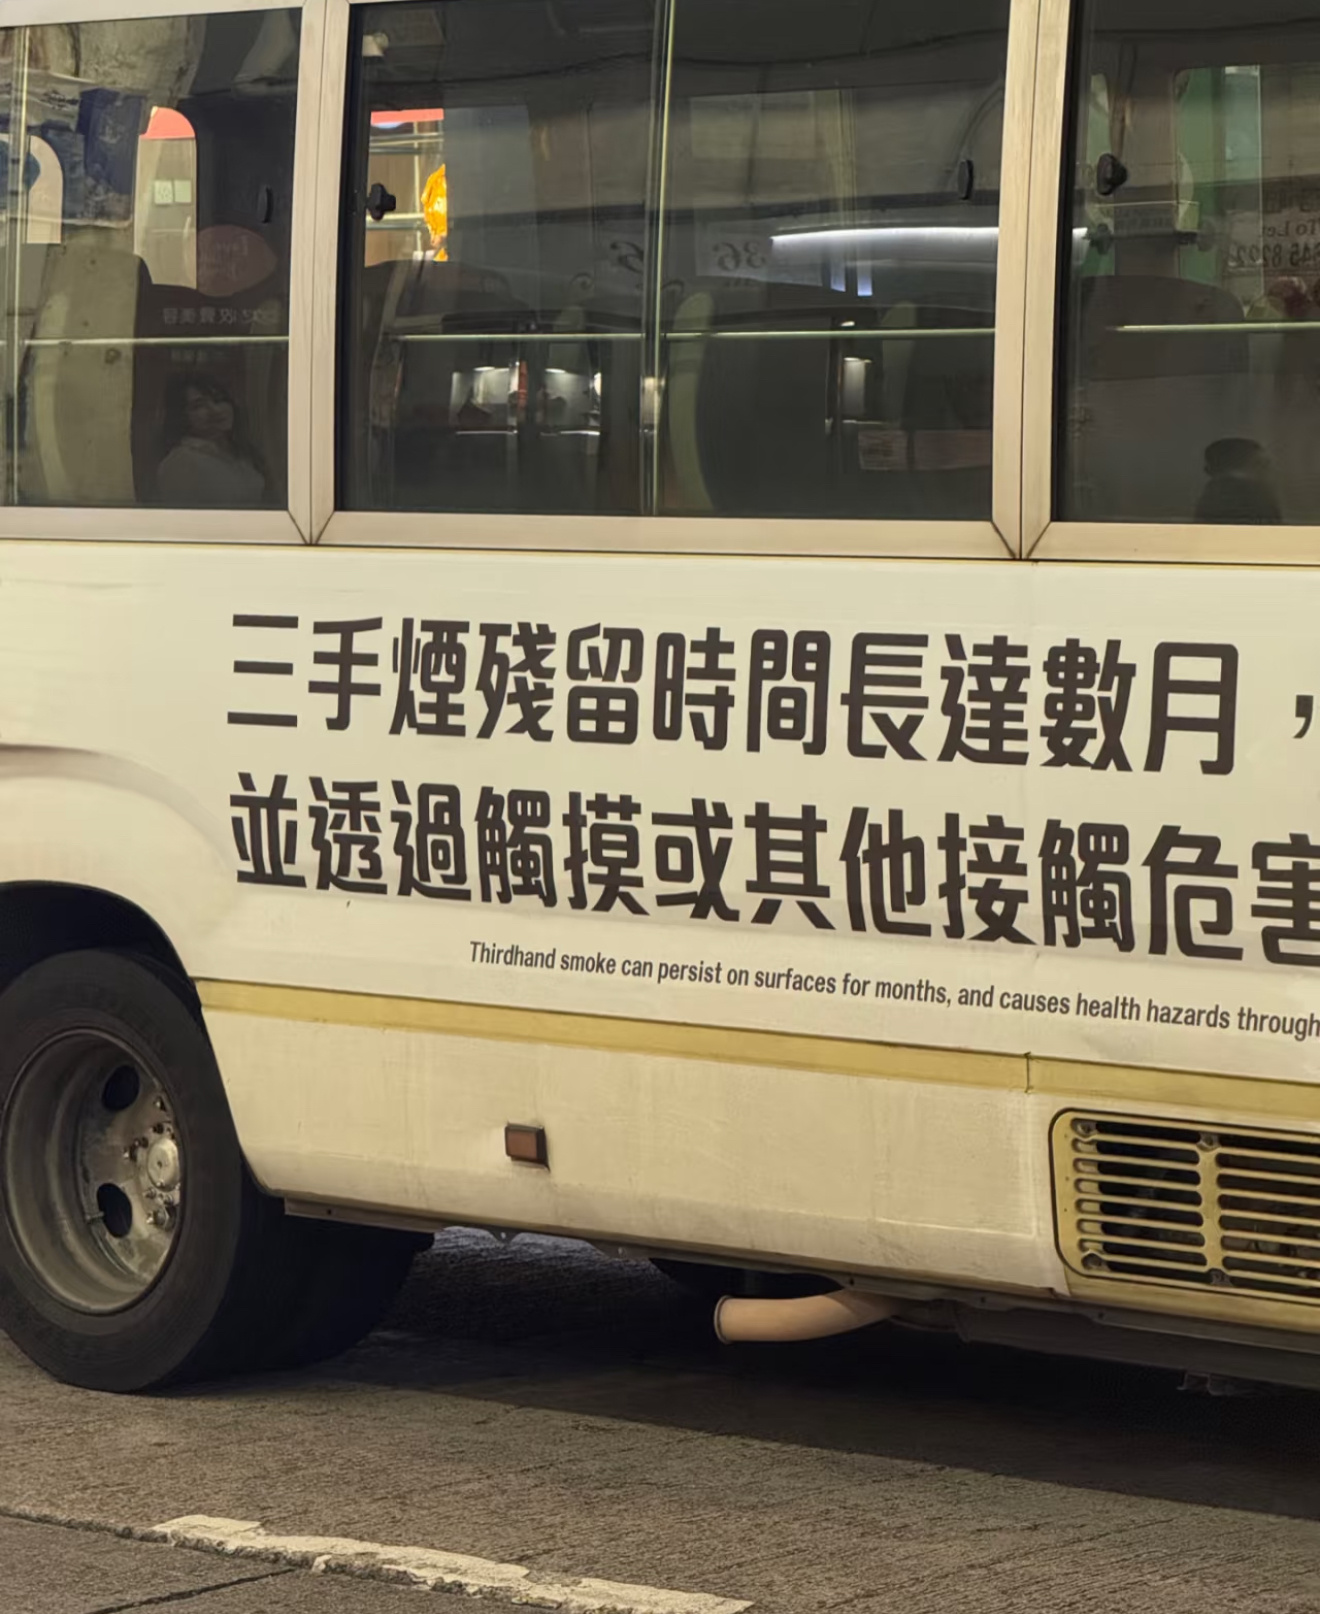 三手煙殘留時間長達數月，
並透過觸摸或其他接觸危害
Thirdhand smoke can persist on surfaces for months, and causes health hazards through